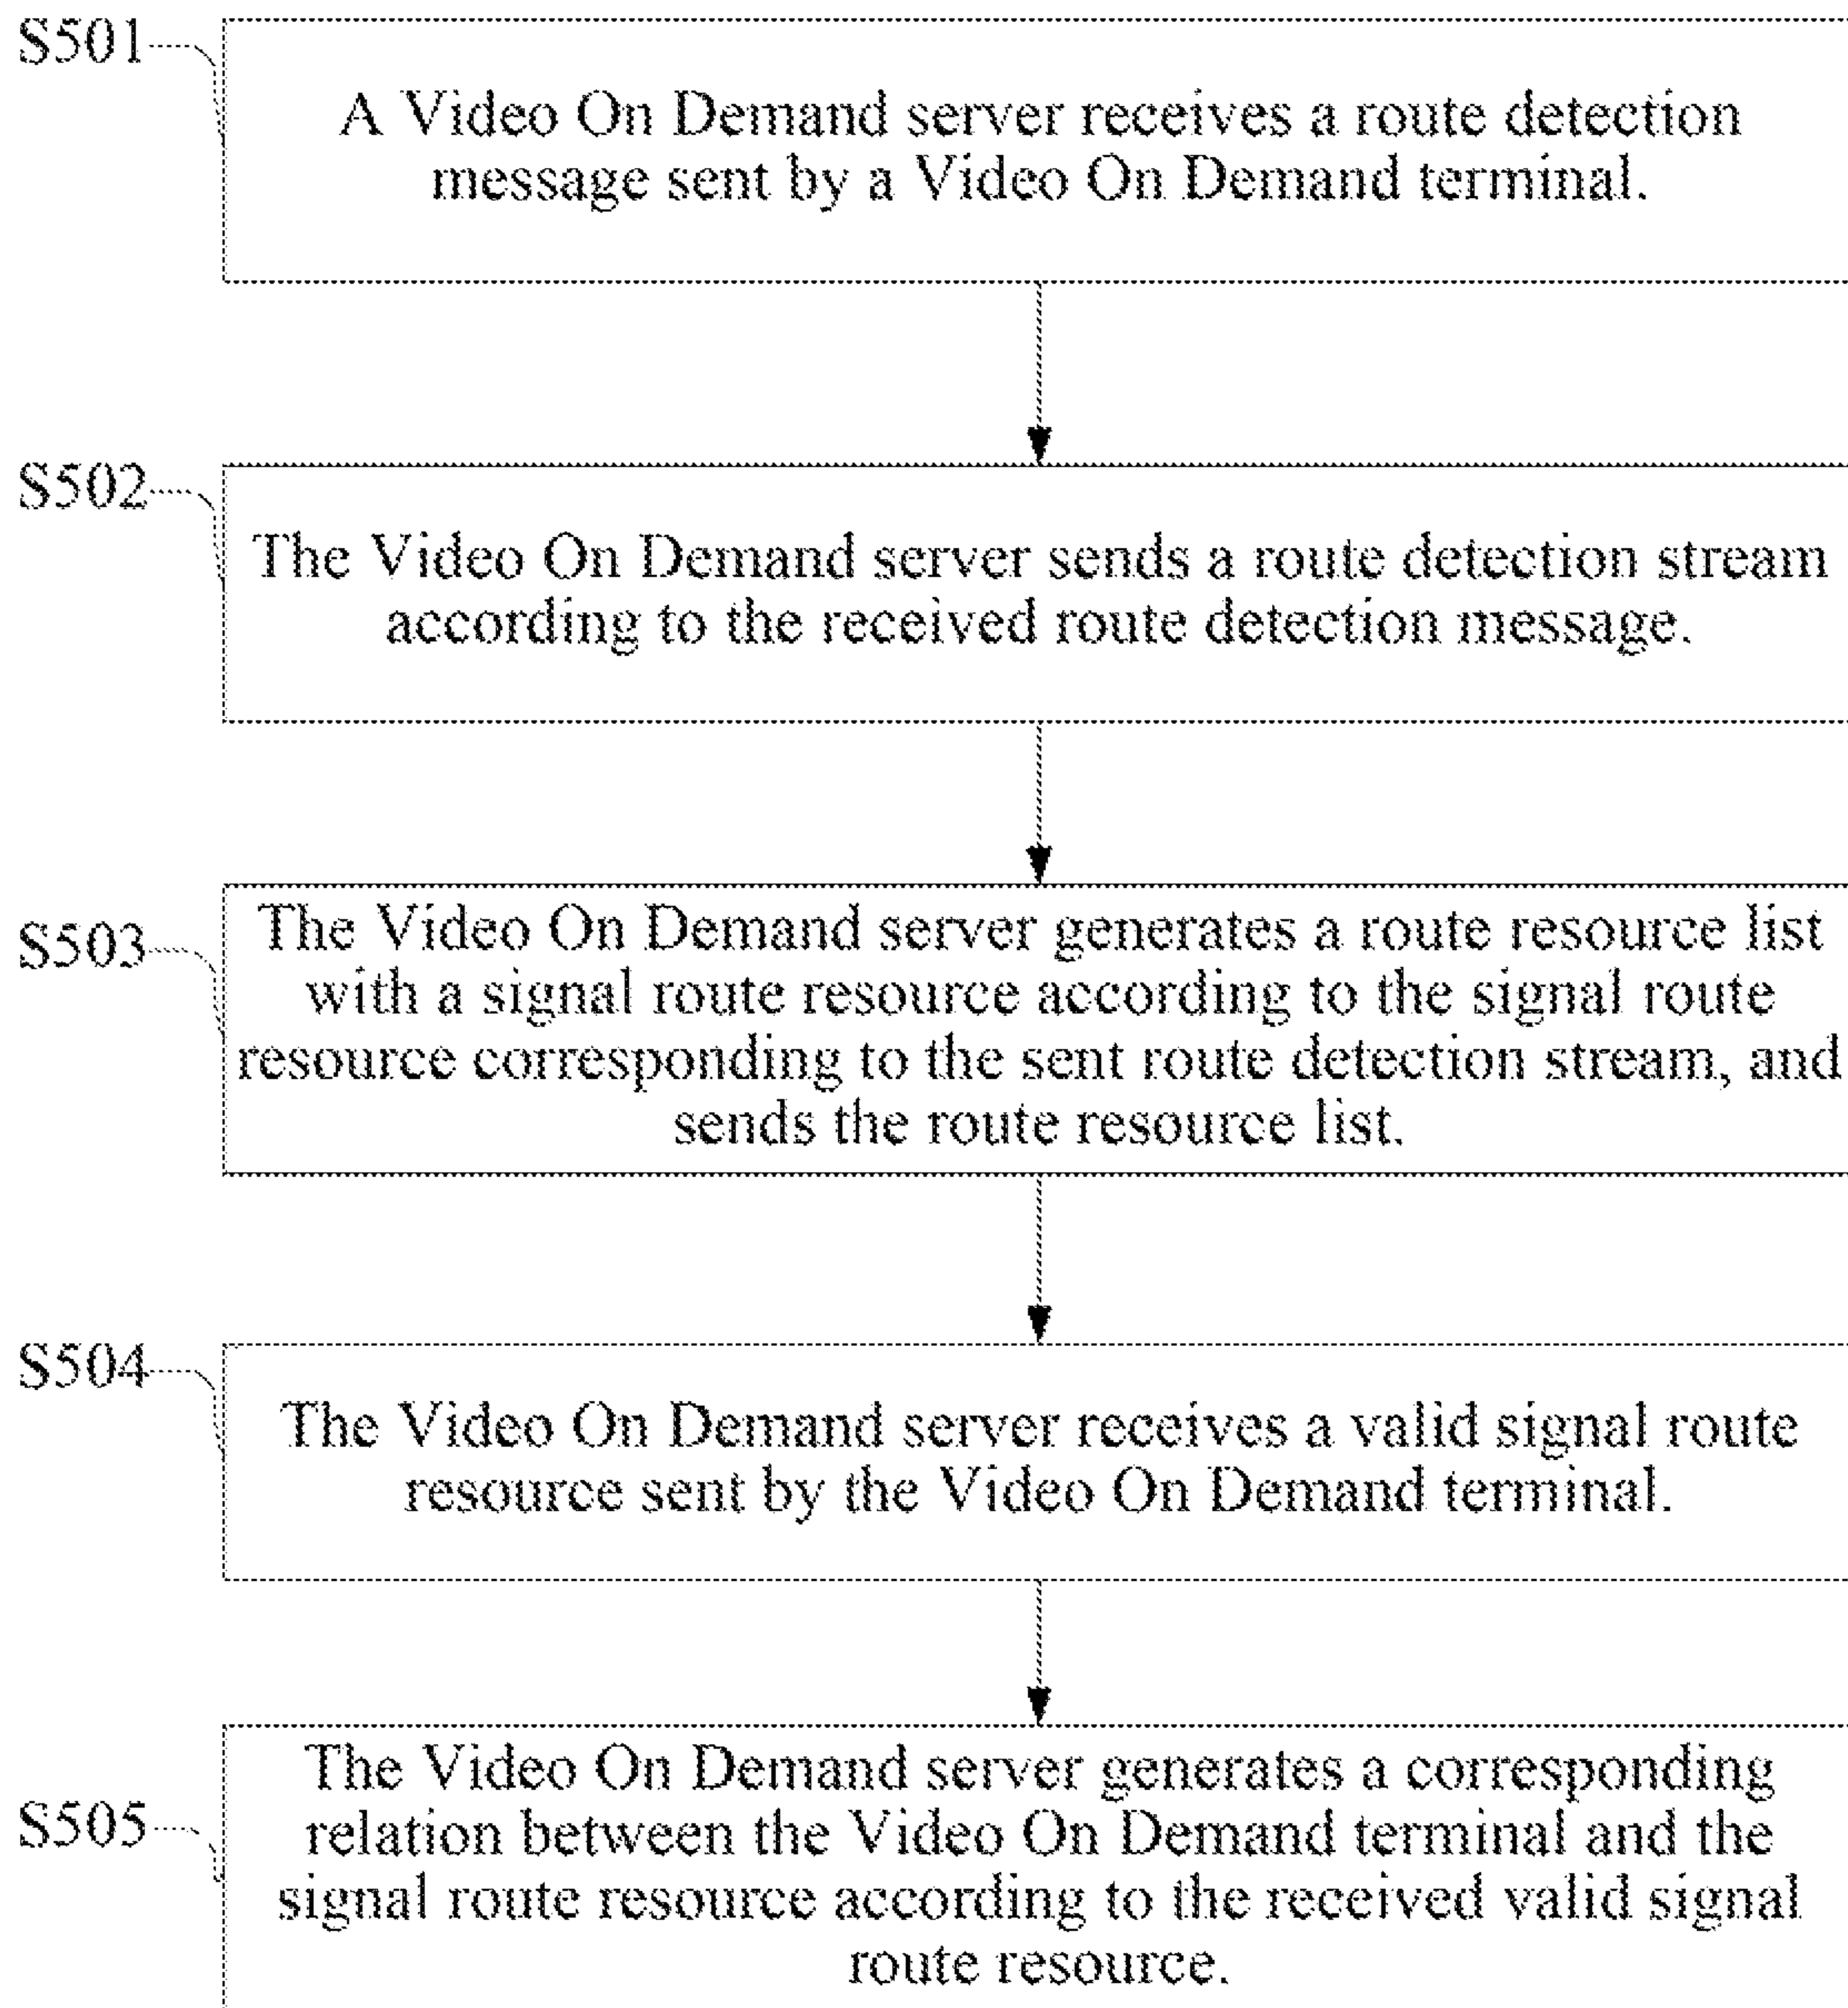 S501
A Video On Demand server receives a route detection
message sent by a Video On Demand terminal.
S502
The Video On Demand server sends a route detection stream
according to the received route detection message.
S503
The Video On Demand server generates a route resource list
with a signal route resource according to the signal route
resource corresponding to the sent route detection stream, and
sends the route resource list.
S504
The Video On Demand server receives a valid signal route
resource sent by the Video On Demand terminal.
S505
The Video On Demand server generates a corresponding
relation between the Video On Demand terminal and the
signal route resource according to the received valid signal
route resource.